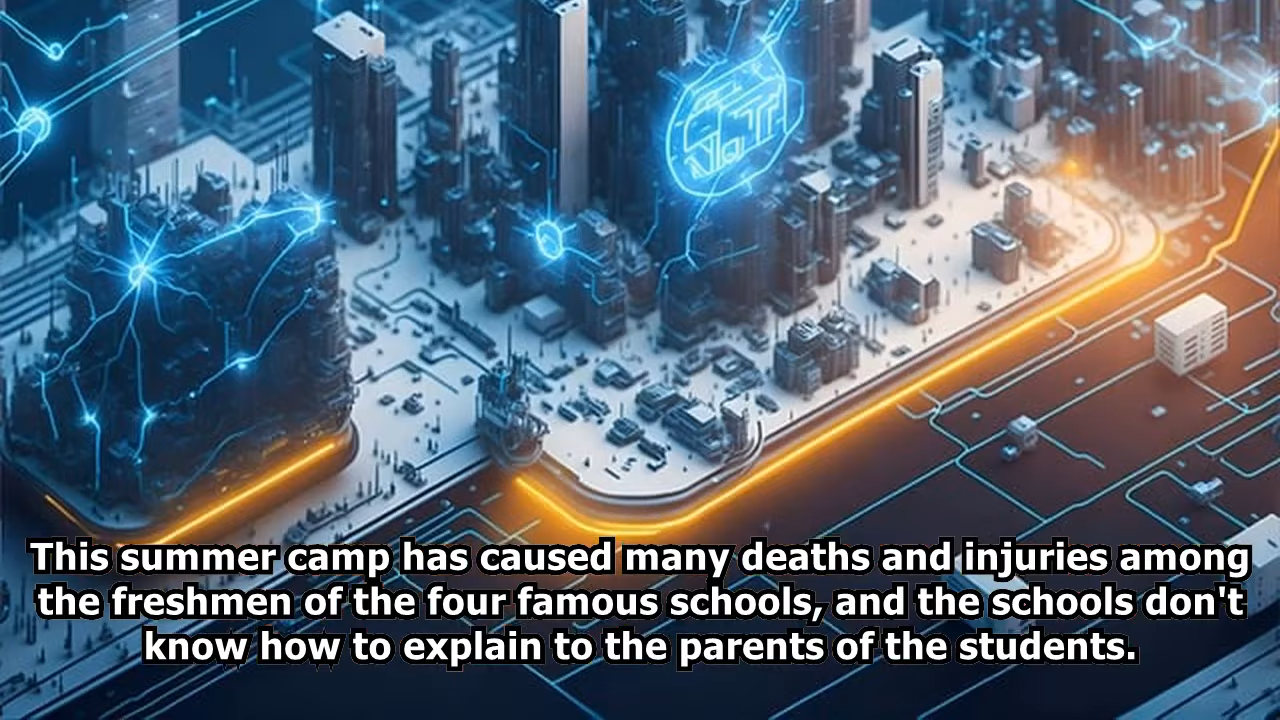 This summer camp has caused many deaths and injuries among
the freshmen of the four famous schools, and the schools don't
know how to explain to the parents of the students.